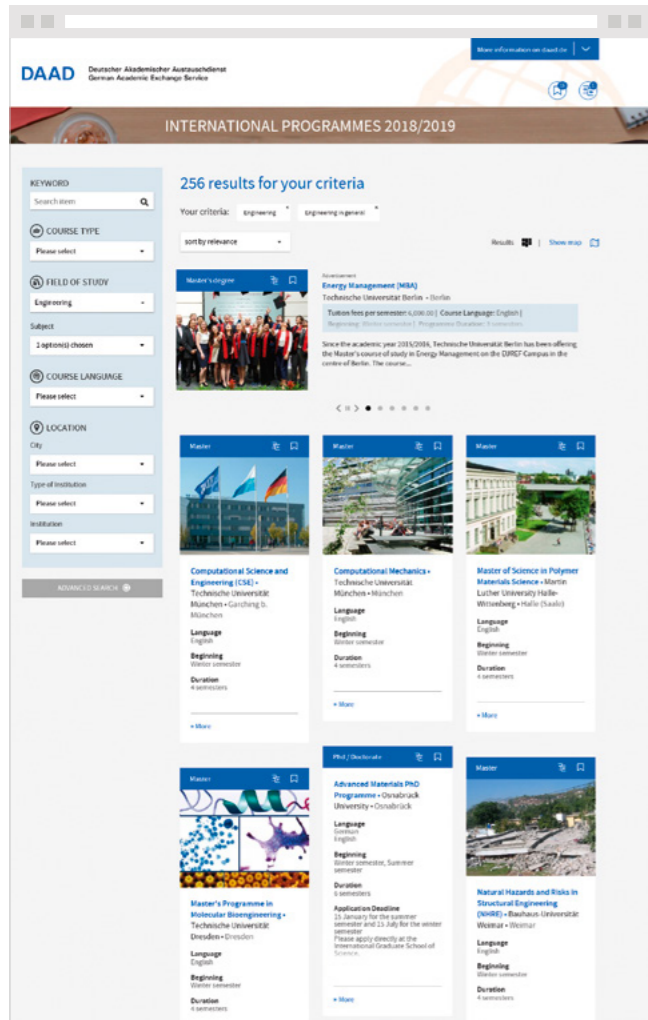 More information on daad.de
DAAD
Deutscher Akademischer Austauschdienst
German Academic Exchange Service
INTERNATIONAL PROGRAMMES 2018/2019
KEYWORD
Search item
COURSE TYPE
Please select
FIELD OF STUDY
Engineering
Subject
1 option(s) chosen
COURSE LANGUAGE
Please select
LOCATION
City
Please select
Type of Institution
Please select
Institution
Please select
ADVANCED SEARCH
256 results for your criteria
Your criteria: Engineering Engineering in general
sort by relevance
Results | Show map
Master's degree
Advertisement
Energy Management (MBA)
Technische Universität Berlin • Berlin
Tuition fees per semester: 6,000.00 | Course Language: English |
Beginning: Winter semester | Programme Duration: semesters
Since the academic year 2015/2016, Technische Universität Berlin has been offering
the Master's course of study in Energy Management on the EUREF Campus in the
centre of Berlin. The course...
Master
Computational Science and
Engineering (CSE) •
Technische Universität
München • Garching b.
München
Language
English
Beginning
Winter semester
Duration
4 semesters
+ More
Master
Computational Mechanics •
Technische Universität
München • München
Language
English
Beginning
Winter semester
Duration
4 semesters
+ More
Master
Master of Science in Polymer
Materials Science • Martin
Luther University Halle-
Wittenberg • Halle (Saale)
Language
English
Beginning
Winter semester
Duration
4 semesters
+ More
Master
Master's Programme in
Molecular Bioengineering •
Technische Universität
Dresden • Dresden
Language
English
Beginning
Winter semester
Duration
4 semesters
Phd / Doctorate
Advanced Materials PhD
Programme • Osnabrück
University • Osnabrück
Language
German
English
Beginning
Winter semester, Summer
semester
Duration
6 semesters
Application Deadline
15 January for the summer
semester and 15 July for the winter
semester
Please apply directly at the
International Graduate School of
Science.
+ More
Master
Natural Hazards and Risks in
Structural Engineering
(NHRE) • Bauhaus-Universität
Weimar • Weimar
Language
English
Beginning
Winter semester
Duration
4 semesters